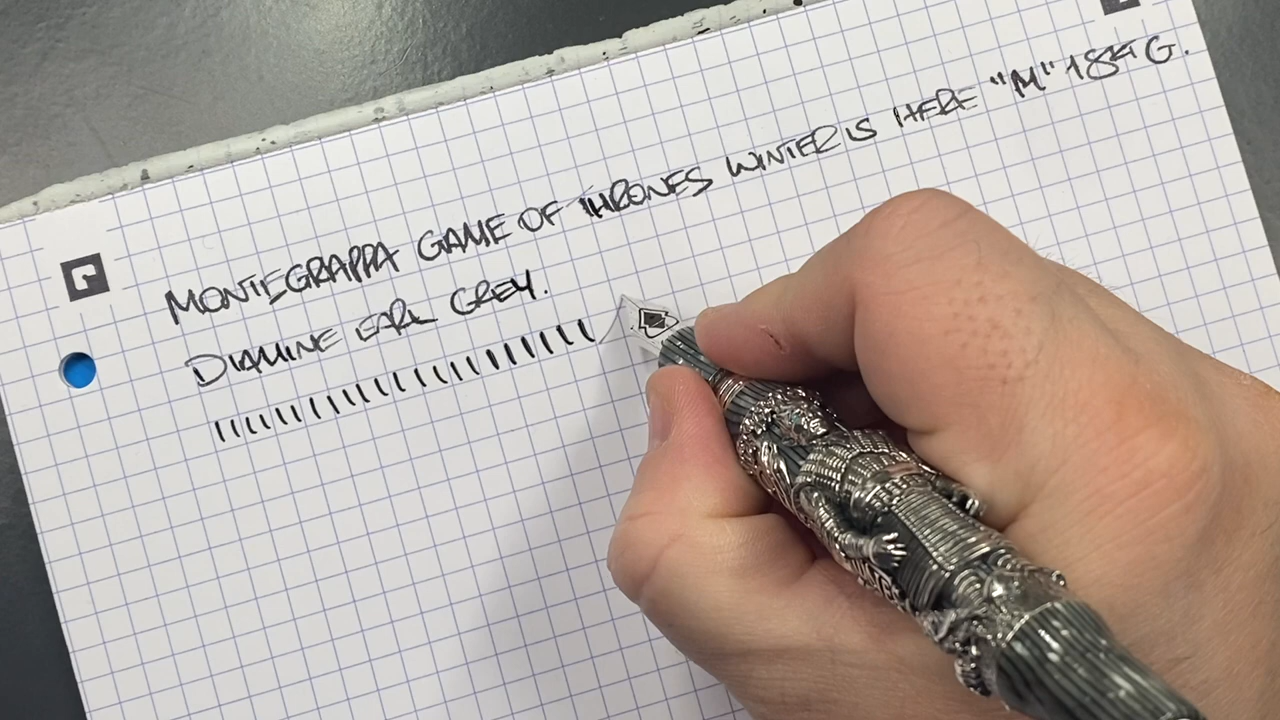 MONTEGRAPPA GAME OF THRONES WINTER IS HERE "M" 18K G.
DIAMINE EARL GREY.